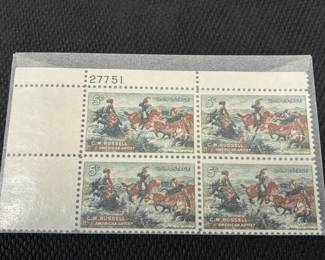 27751
5¢ 5¢
C.M. RUSSELL C.M. RUSSELL
AMERICAN ARTIST AMERICAN ARTIST
5¢ 5¢
C.M. RUSSELL C.M. RUSSELL
AMERICAN ARTIST AMERICAN ARTIST